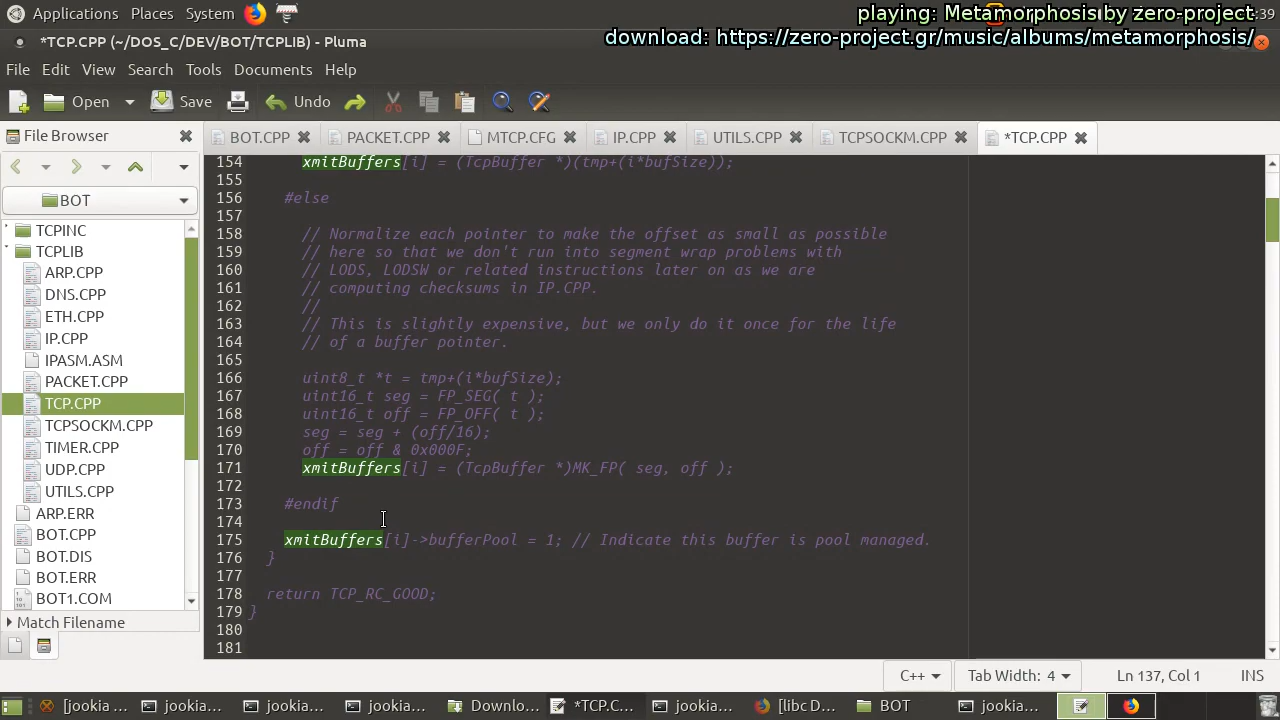 Applications Places System
playing: Metamorphosis by zero-project
:39
*TCP.CPP (~/DOS_C/DEV/BOT/TCPLIB) - Pluma
download: https://zero-project.gr/music/albums/metamorphosis/
File Edit View Search Tools Documents Help
Open Save Undo
File Browser
BOT.CPP PACKET.CPP MTCP.CFG IP.CPP UTILS.CPP TCPSOCKM.CPP *TCP.CPP
BOT
TCPINC
TCPLIB
ARP.CPP
DNS.CPP
ETH.CPP
IP.CPP
IPASM.ASM
PACKET.CPP
TCP.CPP
TCPSOCKM.CPP
TIMER.CPP
UDP.CPP
UTILS.CPP
ARP.ERR
BOT.CPP
BOT.DIS
BOT.ERR
BOT1.COM
Match Filename
154 xmitBuffers[i] = (TcpBuffer *)(tmp+(i*bufSize));
155
156 #else
157
158 // Normalize each pointer to make the offset as small as possible
159 // here so that we don't run into segment wrap problems with
160 // LODS, LODSW or related instructions later on as we are
161 // computing checksums in IP.CPP.
162 //
163 // This is slightly expensive, but we only do it once for the life
164 // of a buffer pointer.
165
166 uint8_t *t = tmp+(i*bufSize);
167 uint16_t seg = FP_SEG( t );
168 uint16_t off = FP_OFF( t );
169 seg = seg + (off/16);
170 off = off & 0x000F;
171 xmitBuffers[i] = (TcpBuffer *)MK_FP( seg, off );
172
173 #endif
174
175 xmitBuffers[i]->bufferPool = 1; // Indicate this buffer is pool managed.
176 }
177
178 return TCP_RC_GOOD;
179 }
180
181
C++ Tab Width: 4 Ln 137, Col 1 INS
[jookia ... jookia... jookia... jookia... Downlo... *TCP.C... jookia... [libc D... BOT jookia...